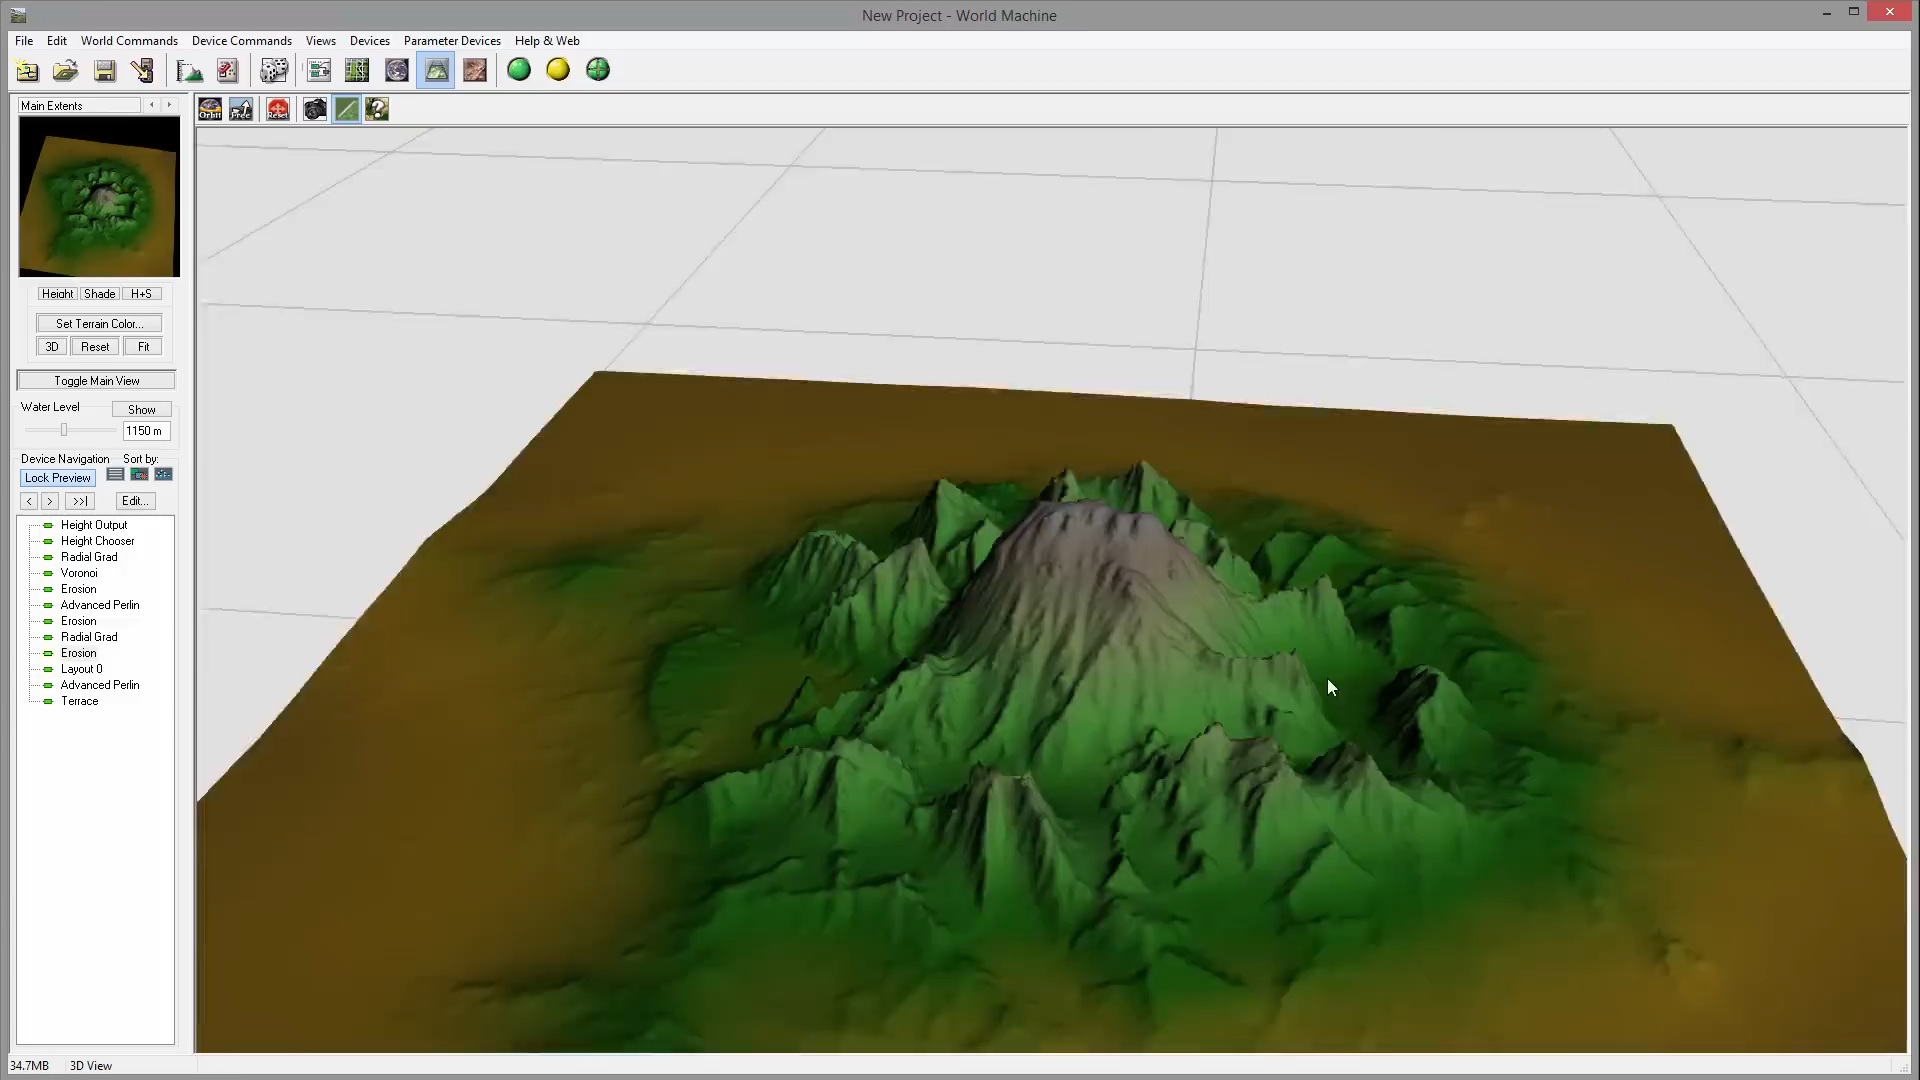 New Project - World Machine
File Edit World Commands Device Commands Views Devices Parameter Devices Help & Web
Main Extents
Orbit Free Reset
Height Shade H+S
Set Terrain Color...
3D Reset Fit
Toggle Main View
Water Level Show
1150 m
Device Navigation Sort by:
Lock Preview
< > >>| Edit...
Height Output
Height Chooser
Radial Grad
Voronoi
Erosion
Advanced Perlin
Erosion
Radial Grad
Erosion
Layout 0
Advanced Perlin
Terrace
34.7MB 3D View